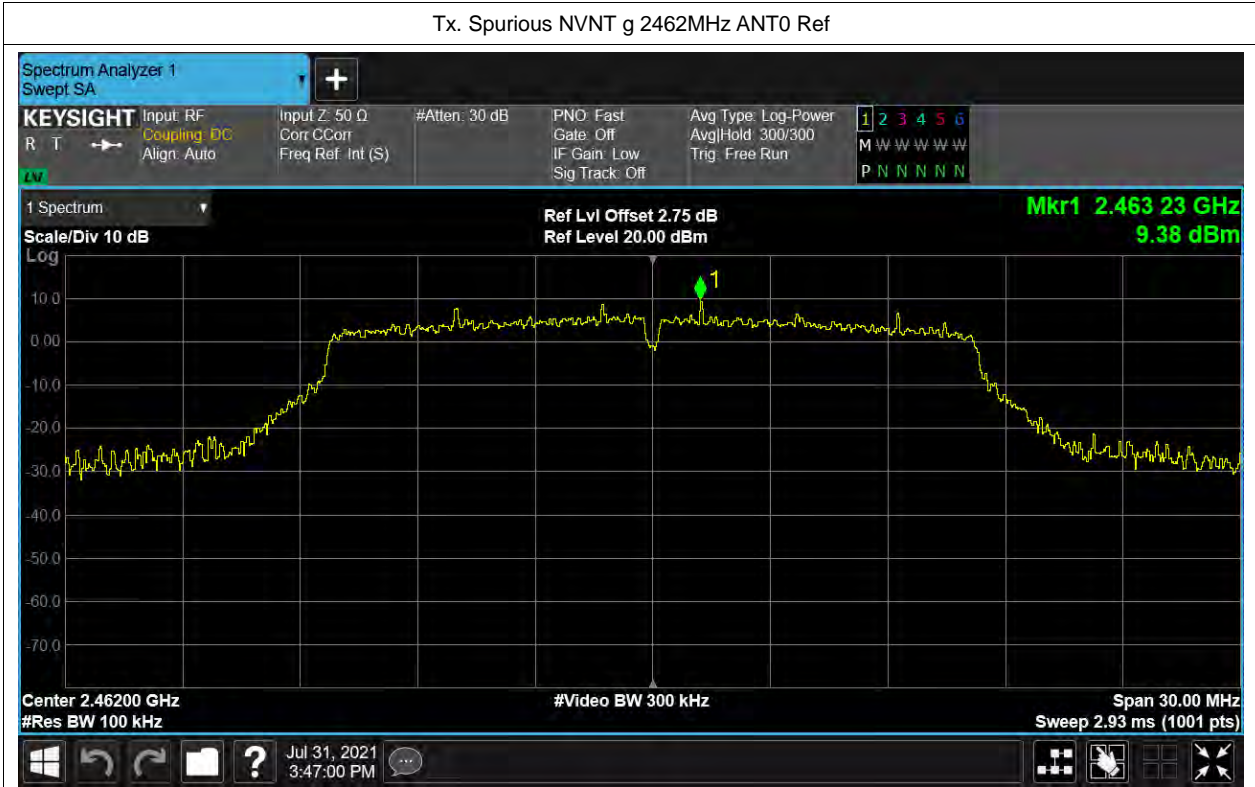 Tx. Spurious NVNT g 2462MHz ANT0 Ref
Spectrum Analyzer 1
Swept SA
+
KEYSIGHT
R T
Input: RF
Coupling: DC
Align: Auto
Input Z: 50 Ω
Corr CCorr
Freq Ref: Int (S)
#Atten: 30 dB
PNO: Fast
Gate: Off
IF Gain: Low
Sig Track: Off
Avg Type: Log-Power
Avg|Hold: 300/300
Trig: Free Run
1 2 3 4 5 6
M W W W W W
P N N N N N
1 Spectrum
Scale/Div 10 dB
Log
Ref Lvl Offset 2.75 dB
Ref Level 20.00 dBm
Mkr1 2.463 23 GHz
9.38 dBm
1
10.0
0.00
-10.0
-20.0
-30.0
-40.0
-50.0
-60.0
-70.0
Center 2.46200 GHz
#Res BW 100 kHz
#Video BW 300 kHz
Span 30.00 MHz
Sweep 2.93 ms (1001 pts)
?
Jul 31, 2021
3:47:00 PM